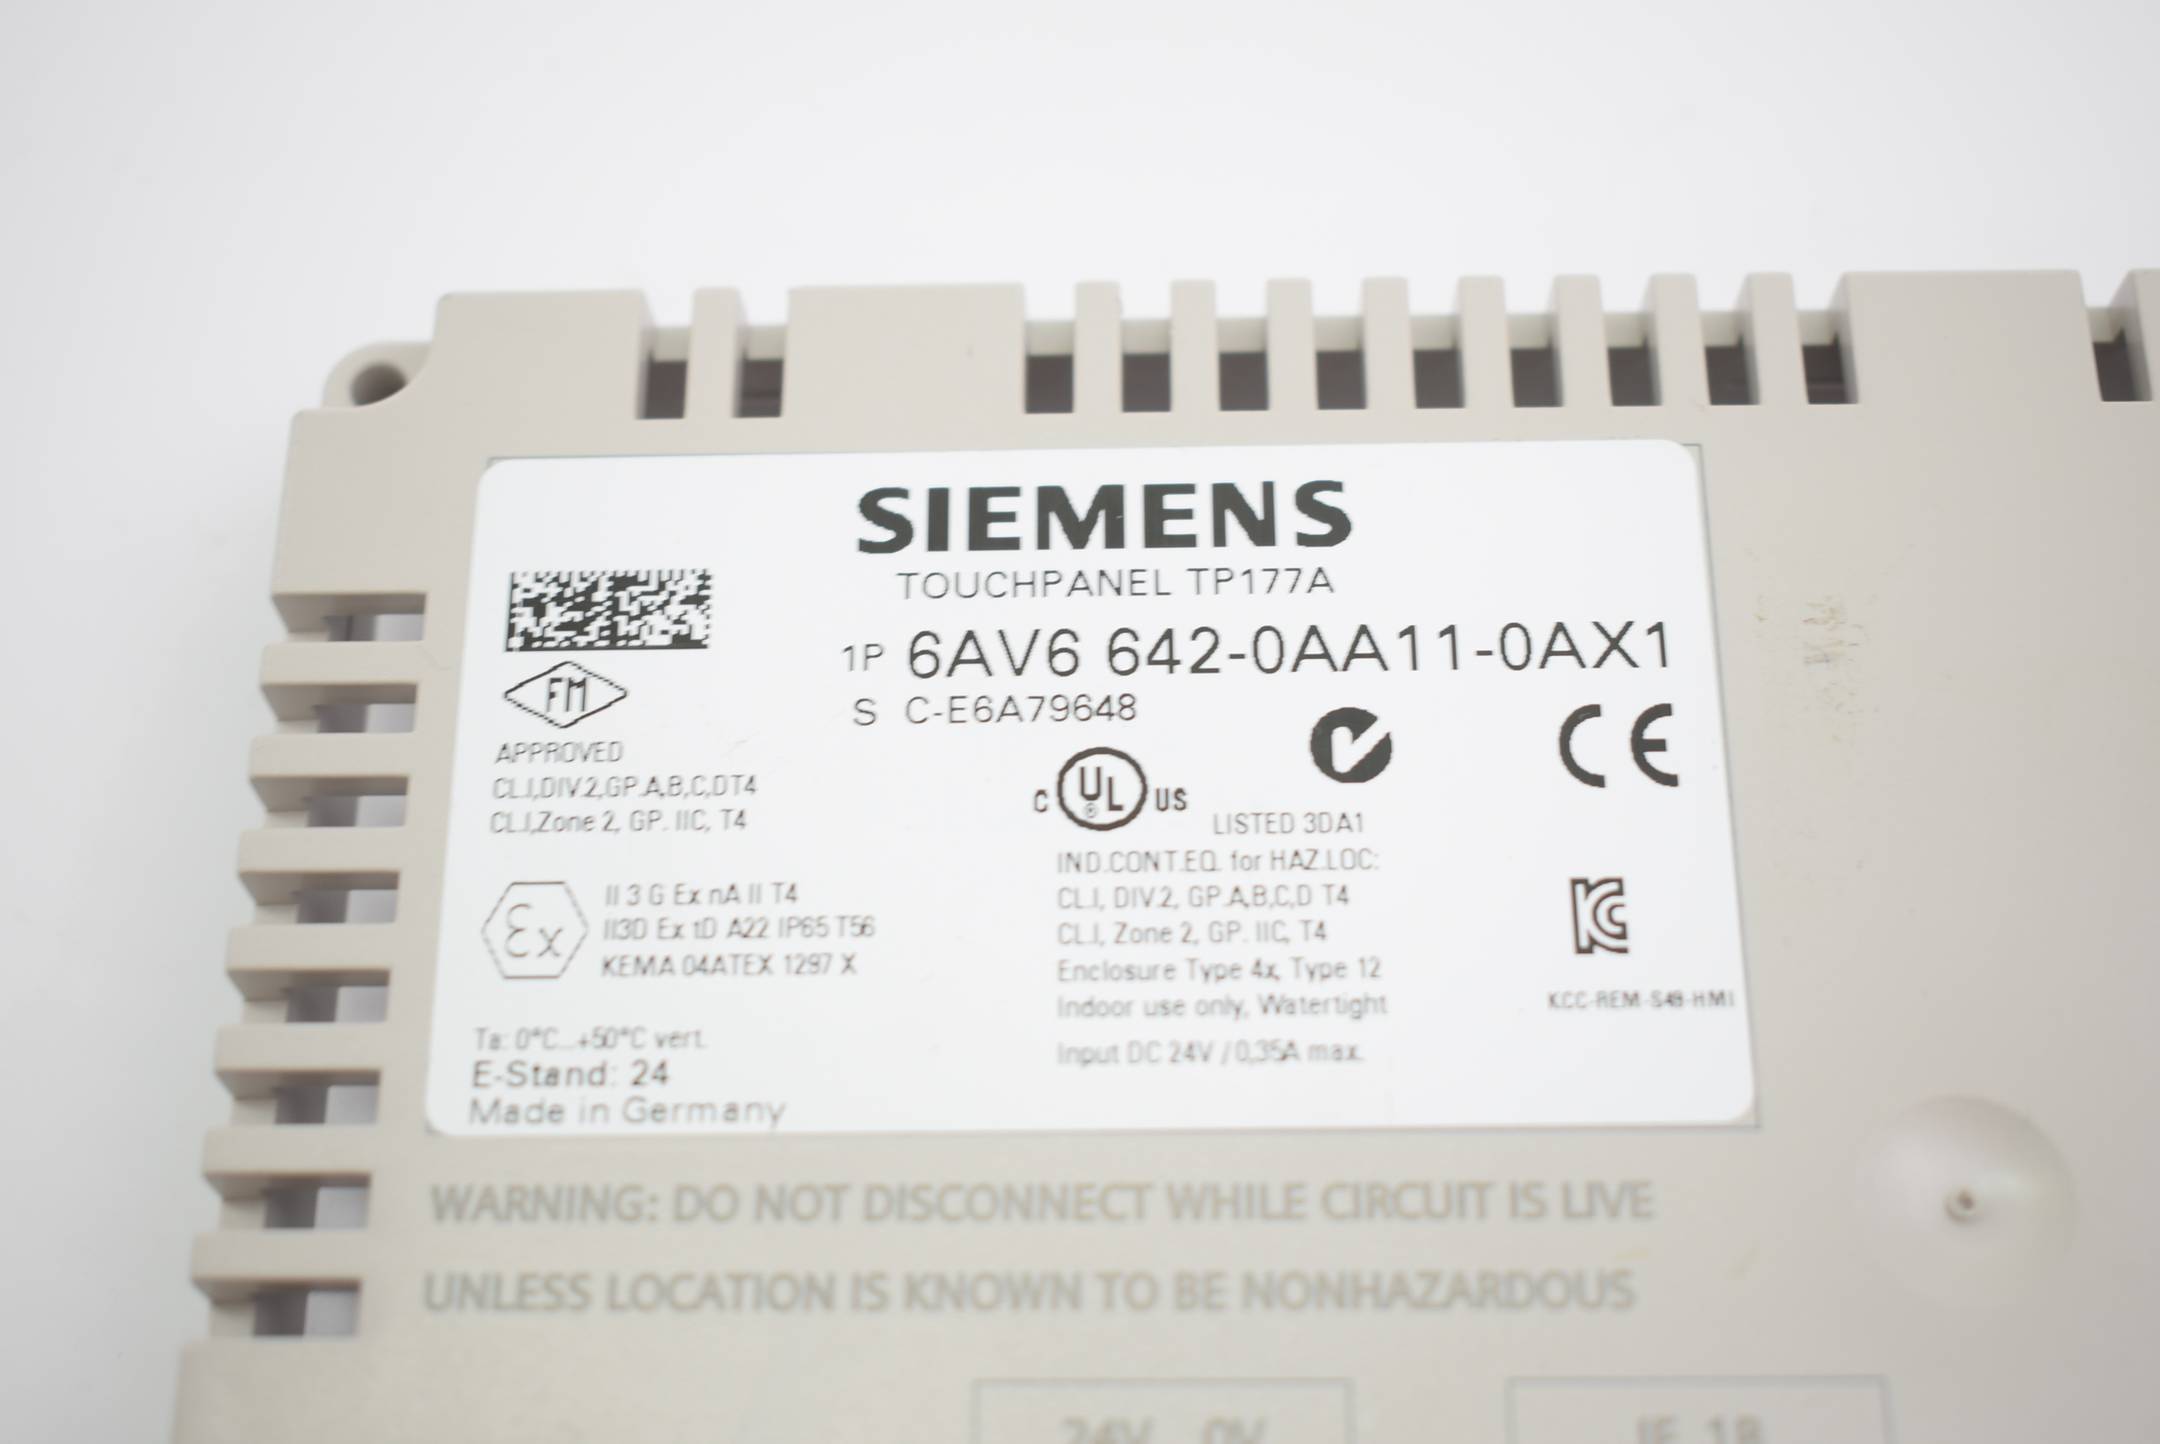 SIEMENS
TOUCHPANEL TP177A
1P 6AV6 642-0AA11-0AX1
S C-E6A79648
FM
APPROVED
CL.I,DIV.2,GP.A,B,C,DT4
CL.I,Zone 2, GP. IIC, T4
C UL US
®
LISTED 3DA1
CE
IND.CONT.EQ. for HAZ.LOC:
CL.I, DIV.2, GP.A,B,C,D T4
CL.I, Zone 2, GP. IIC, T4
Enclosure Type 4x, Type 12
Indoor use only, Watertight
Input DC 24V / 0,35A max.
Ex
II 3 G Ex nA II T4
II3D Ex tD A22 IP65 T56
KEMA 04ATEX 1297 X
KC
KCC-REM-S49-HMI
Ta: 0°C...+50°C vert.
E-Stand: 24
Made in Germany
WARNING: DO NOT DISCONNECT WHILE CIRCUIT IS LIVE
UNLESS LOCATION IS KNOWN TO BE NONHAZARDOUS
24V 0V
IF 1B